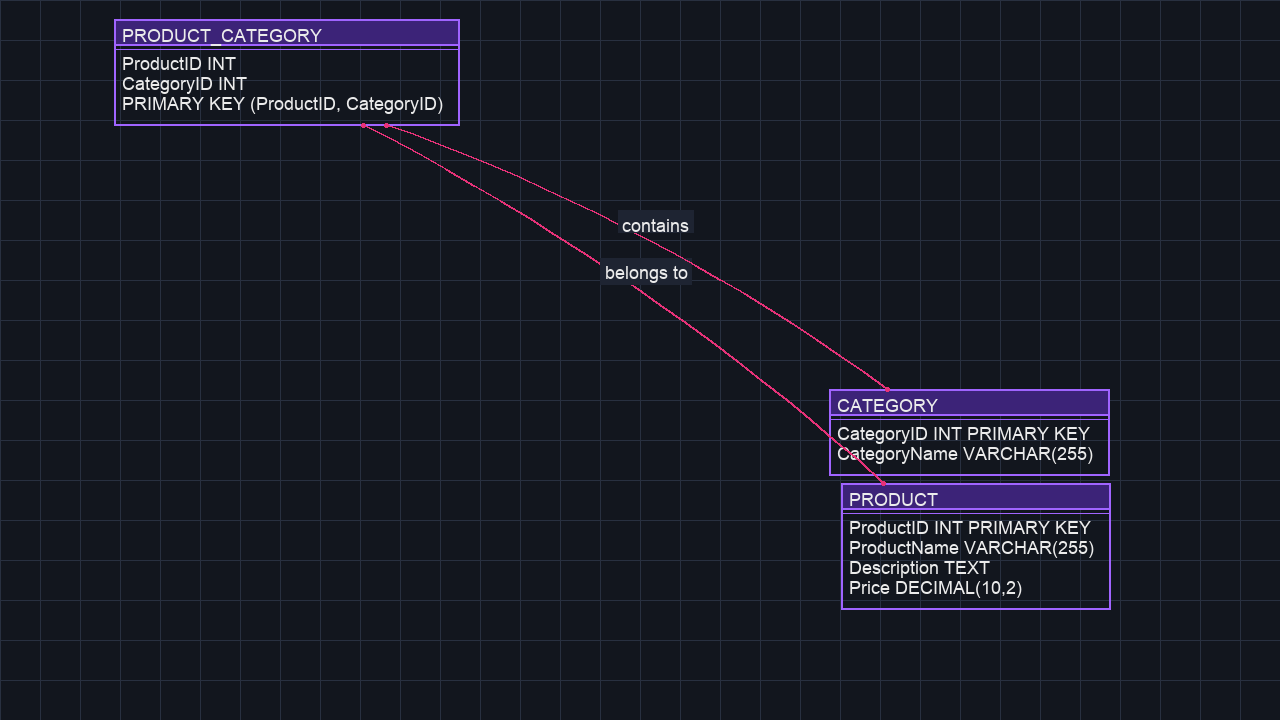 PRODUCT_CATEGORY
ProductID INT
CategoryID INT
PRIMARY KEY (ProductID, CategoryID)
contains
belongs to
CATEGORY
CategoryID INT PRIMARY KEY
CategoryName VARCHAR(255)
PRODUCT
ProductID INT PRIMARY KEY
ProductName VARCHAR(255)
Description TEXT
Price DECIMAL(10,2)